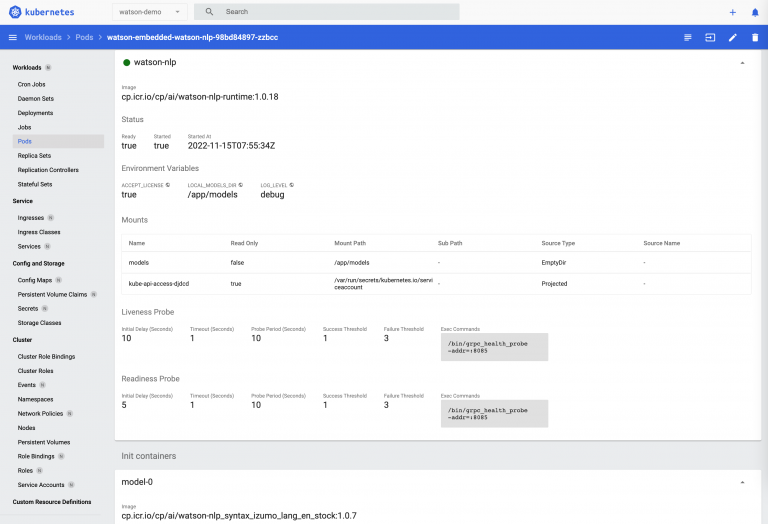 kubernetes
watson-demo
Search
Workloads > Pods > watson-embedded-watson-nlp-98bd84897-zzbcc
Workloads N
Cron Jobs
Daemon Sets
Deployments
Jobs
Pods
Replica Sets
Replication Controllers
Stateful Sets
Service
Ingresses N
Ingress Classes
Services N
Config and Storage
Config Maps N
Persistent Volume Claims N
Secrets N
Storage Classes
Cluster
Cluster Role Bindings
Cluster Roles
Events N
Namespaces
Network Policies N
Nodes
Persistent Volumes
Role Bindings N
Roles N
Service Accounts N
Custom Resource Definitions
watson-nlp
Image
cp.icr.io/cp/ai/watson-nlp-runtime:1.0.18
Status
Ready Started Started At
true true 2022-11-15T07:55:34Z
Environment Variables
ACCEPT_LICENSE LOCAL_MODELS_DIR LOG_LEVEL
true /app/models debug
Mounts
Name Read Only Mount Path Sub Path Source Type Source Name
models false /app/models - EmptyDir -
kube-api-access-djdcd true /var/run/secrets/kubernetes.io/servi - Projected -
ceaccount
Liveness Probe
Initial Delay (Seconds) Timeout (Seconds) Probe Period (Seconds) Success Threshold Failure Threshold Exec Commands
10 1 10 1 3
/bin/grpc_health_probe
-addr=:8085
Readiness Probe
Initial Delay (Seconds) Timeout (Seconds) Probe Period (Seconds) Success Threshold Failure Threshold Exec Commands
5 1 10 1 3
/bin/grpc_health_probe
-addr=:8085
Init containers
model-0
Image
cp.icr.io/cp/ai/watson-nlp_syntax_izumo_lang_en_stock:1.0.7